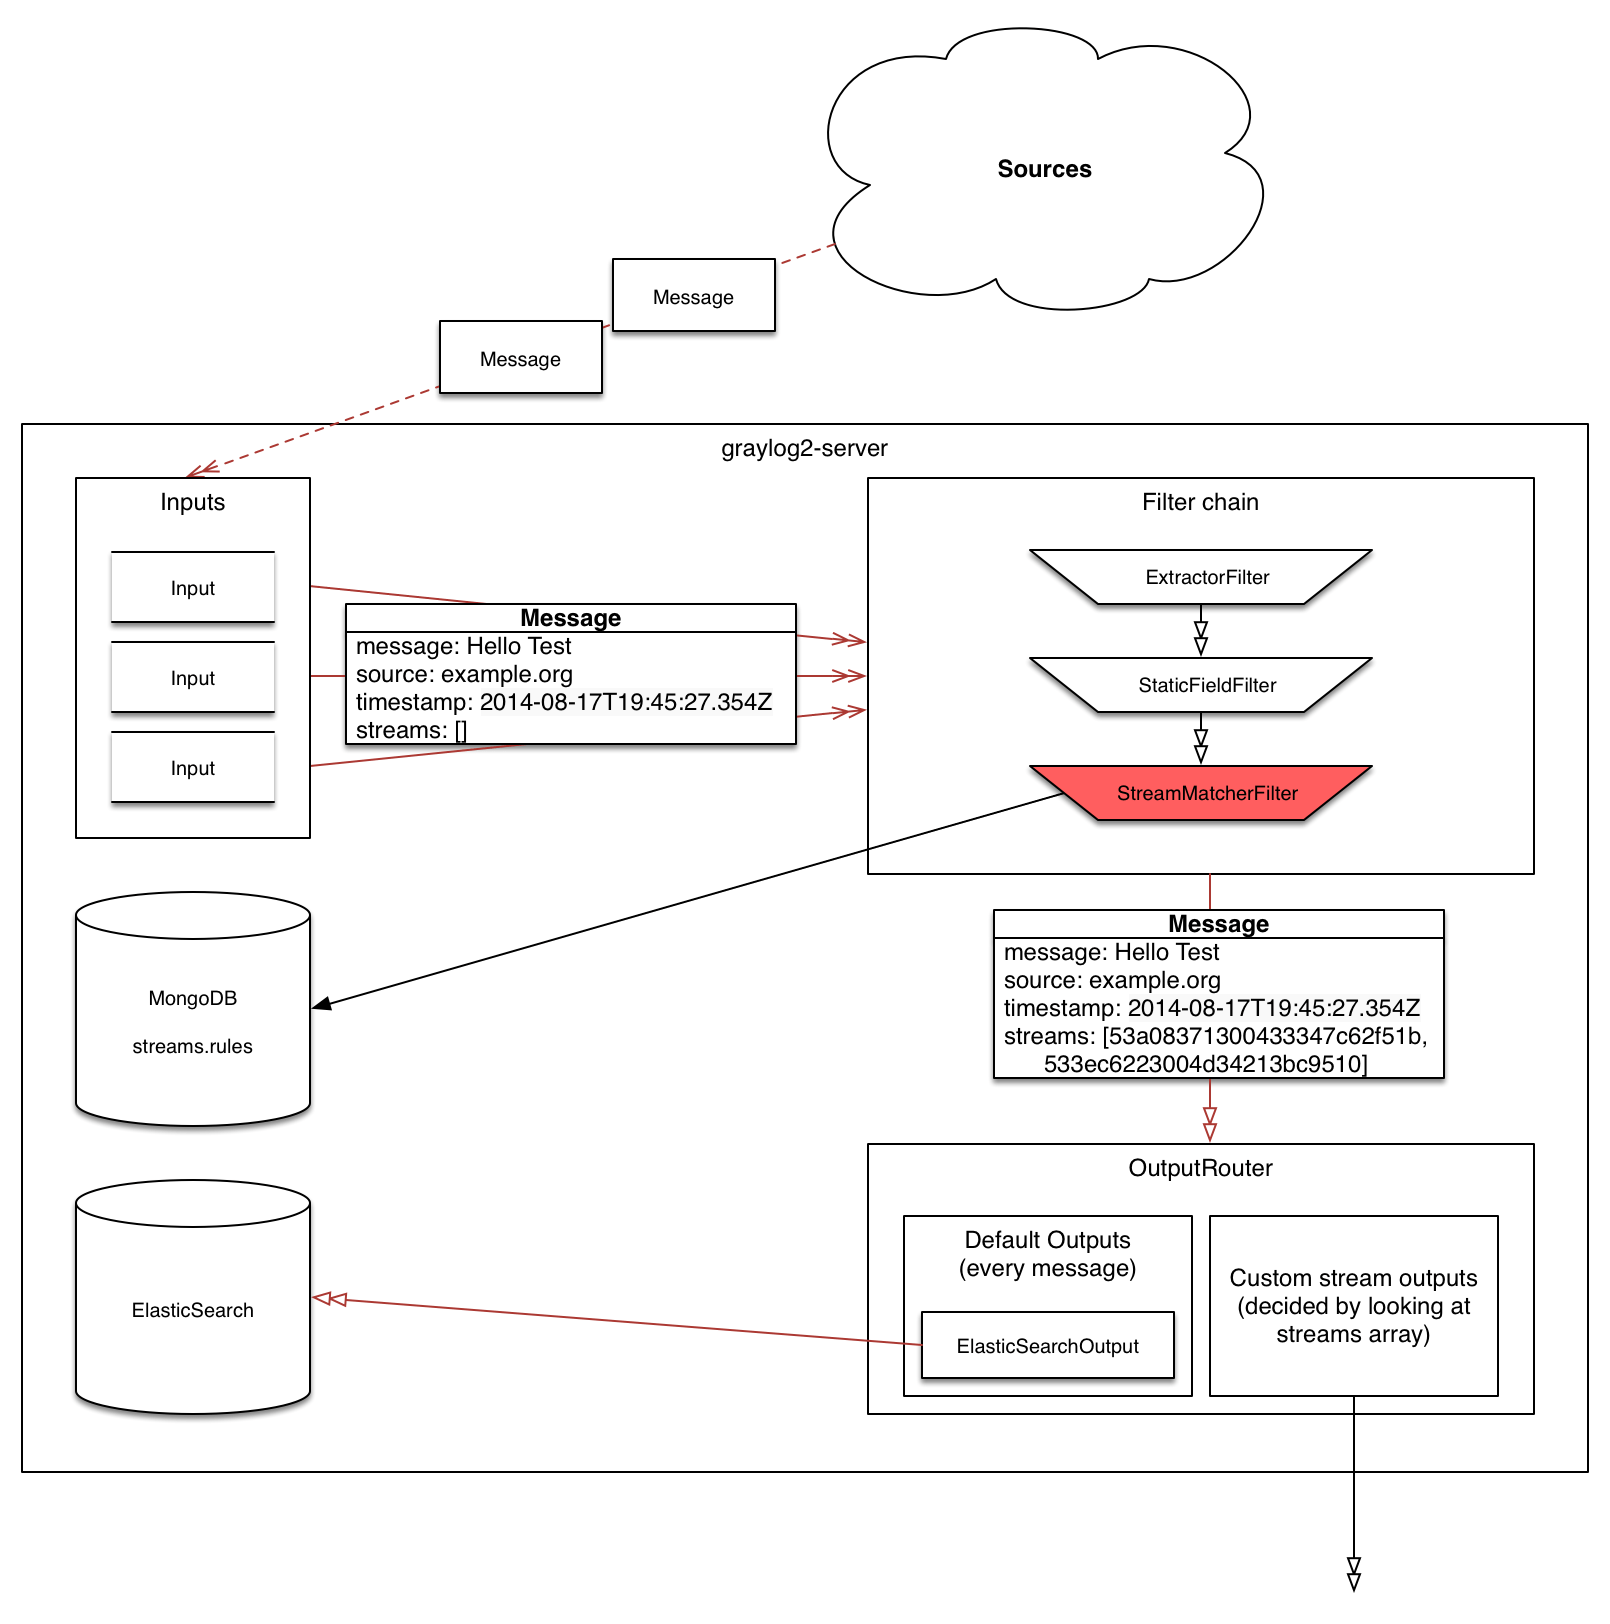 Sources
Message
Message
graylog2-server
Inputs
Input
Input
Input
Message
message: Hello Test
source: example.org
timestamp: 2014-08-17T19:45:27.354Z
streams: []
Filter chain
ExtractorFilter
StaticFieldFilter
StreamMatcherFilter
MongoDB
streams.rules
Message
message: Hello Test
source: example.org
timestamp: 2014-08-17T19:45:27.354Z
streams: [53a08371300433347c62f51b,
533ec6223004d34213bc9510]
OutputRouter
Default Outputs
(every message)
ElasticSearchOutput
Custom stream outputs
(decided by looking at
streams array)
ElasticSearch